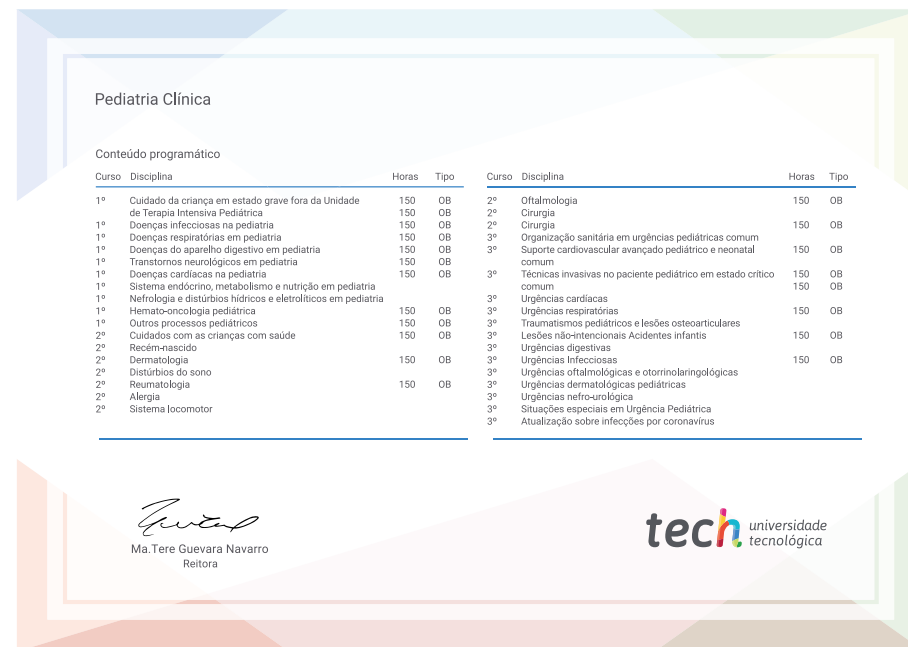 Pediatria Clínica
Conteúdo programático
Curso Disciplina Horas Tipo
1º Cuidado da criança em estado grave fora da Unidade 150 OB
de Terapia Intensiva Pediátrica 150 OB
1º Doenças infecciosas na pediatria 150 OB
1º Doenças respiratórias em pediatria 150 OB
1º Doenças do aparelho digestivo em pediatria 150 OB
1º Transtornos neurológicos em pediatria 150 OB
1º Doenças cardíacas na pediatria 150 OB
1º Sistema endócrino, metabolismo e nutrição em pediatria
1º Nefrologia e distúrbios hídricos e eletrolíticos em pediatria
1º Hemato-oncologia pediátrica 150 OB
1º Outros processos pediátricos 150 OB
2º Cuidados com as crianças com saúde 150 OB
2º Recém-nascido
2º Dermatologia 150 OB
2º Distúrbios do sono
2º Reumatologia 150 OB
2º Alergia
2º Sistema locomotor
Curso Disciplina Horas Tipo
2º Oftalmologia 150 OB
2º Cirurgia
2º Cirurgia 150 OB
3º Organização sanitária em urgências pediátricas comum
3º Suporte cardiovascular avançado pediátrico e neonatal 150 OB
comum
3º Técnicas invasivas no paciente pediátrico em estado crítico 150 OB
comum 150 OB
3º Urgências cardíacas
3º Urgências respiratórias 150 OB
3º Traumatismos pediátricos e lesões osteoarticulares
3º Lesões não-intencionais Acidentes infantis 150 OB
3º Urgências digestivas
3º Urgências Infecciosas 150 OB
3º Urgências oftalmológicas e otorrinolaringológicas
3º Urgências dermatológicas pediátricas
3º Urgências nefro-urológica
3º Situações especiais em Urgência Pediátrica
3º Atualização sobre infecções por coronavírus
Ma.Tere Guevara Navarro
Reitora
tech universidade
tecnológica